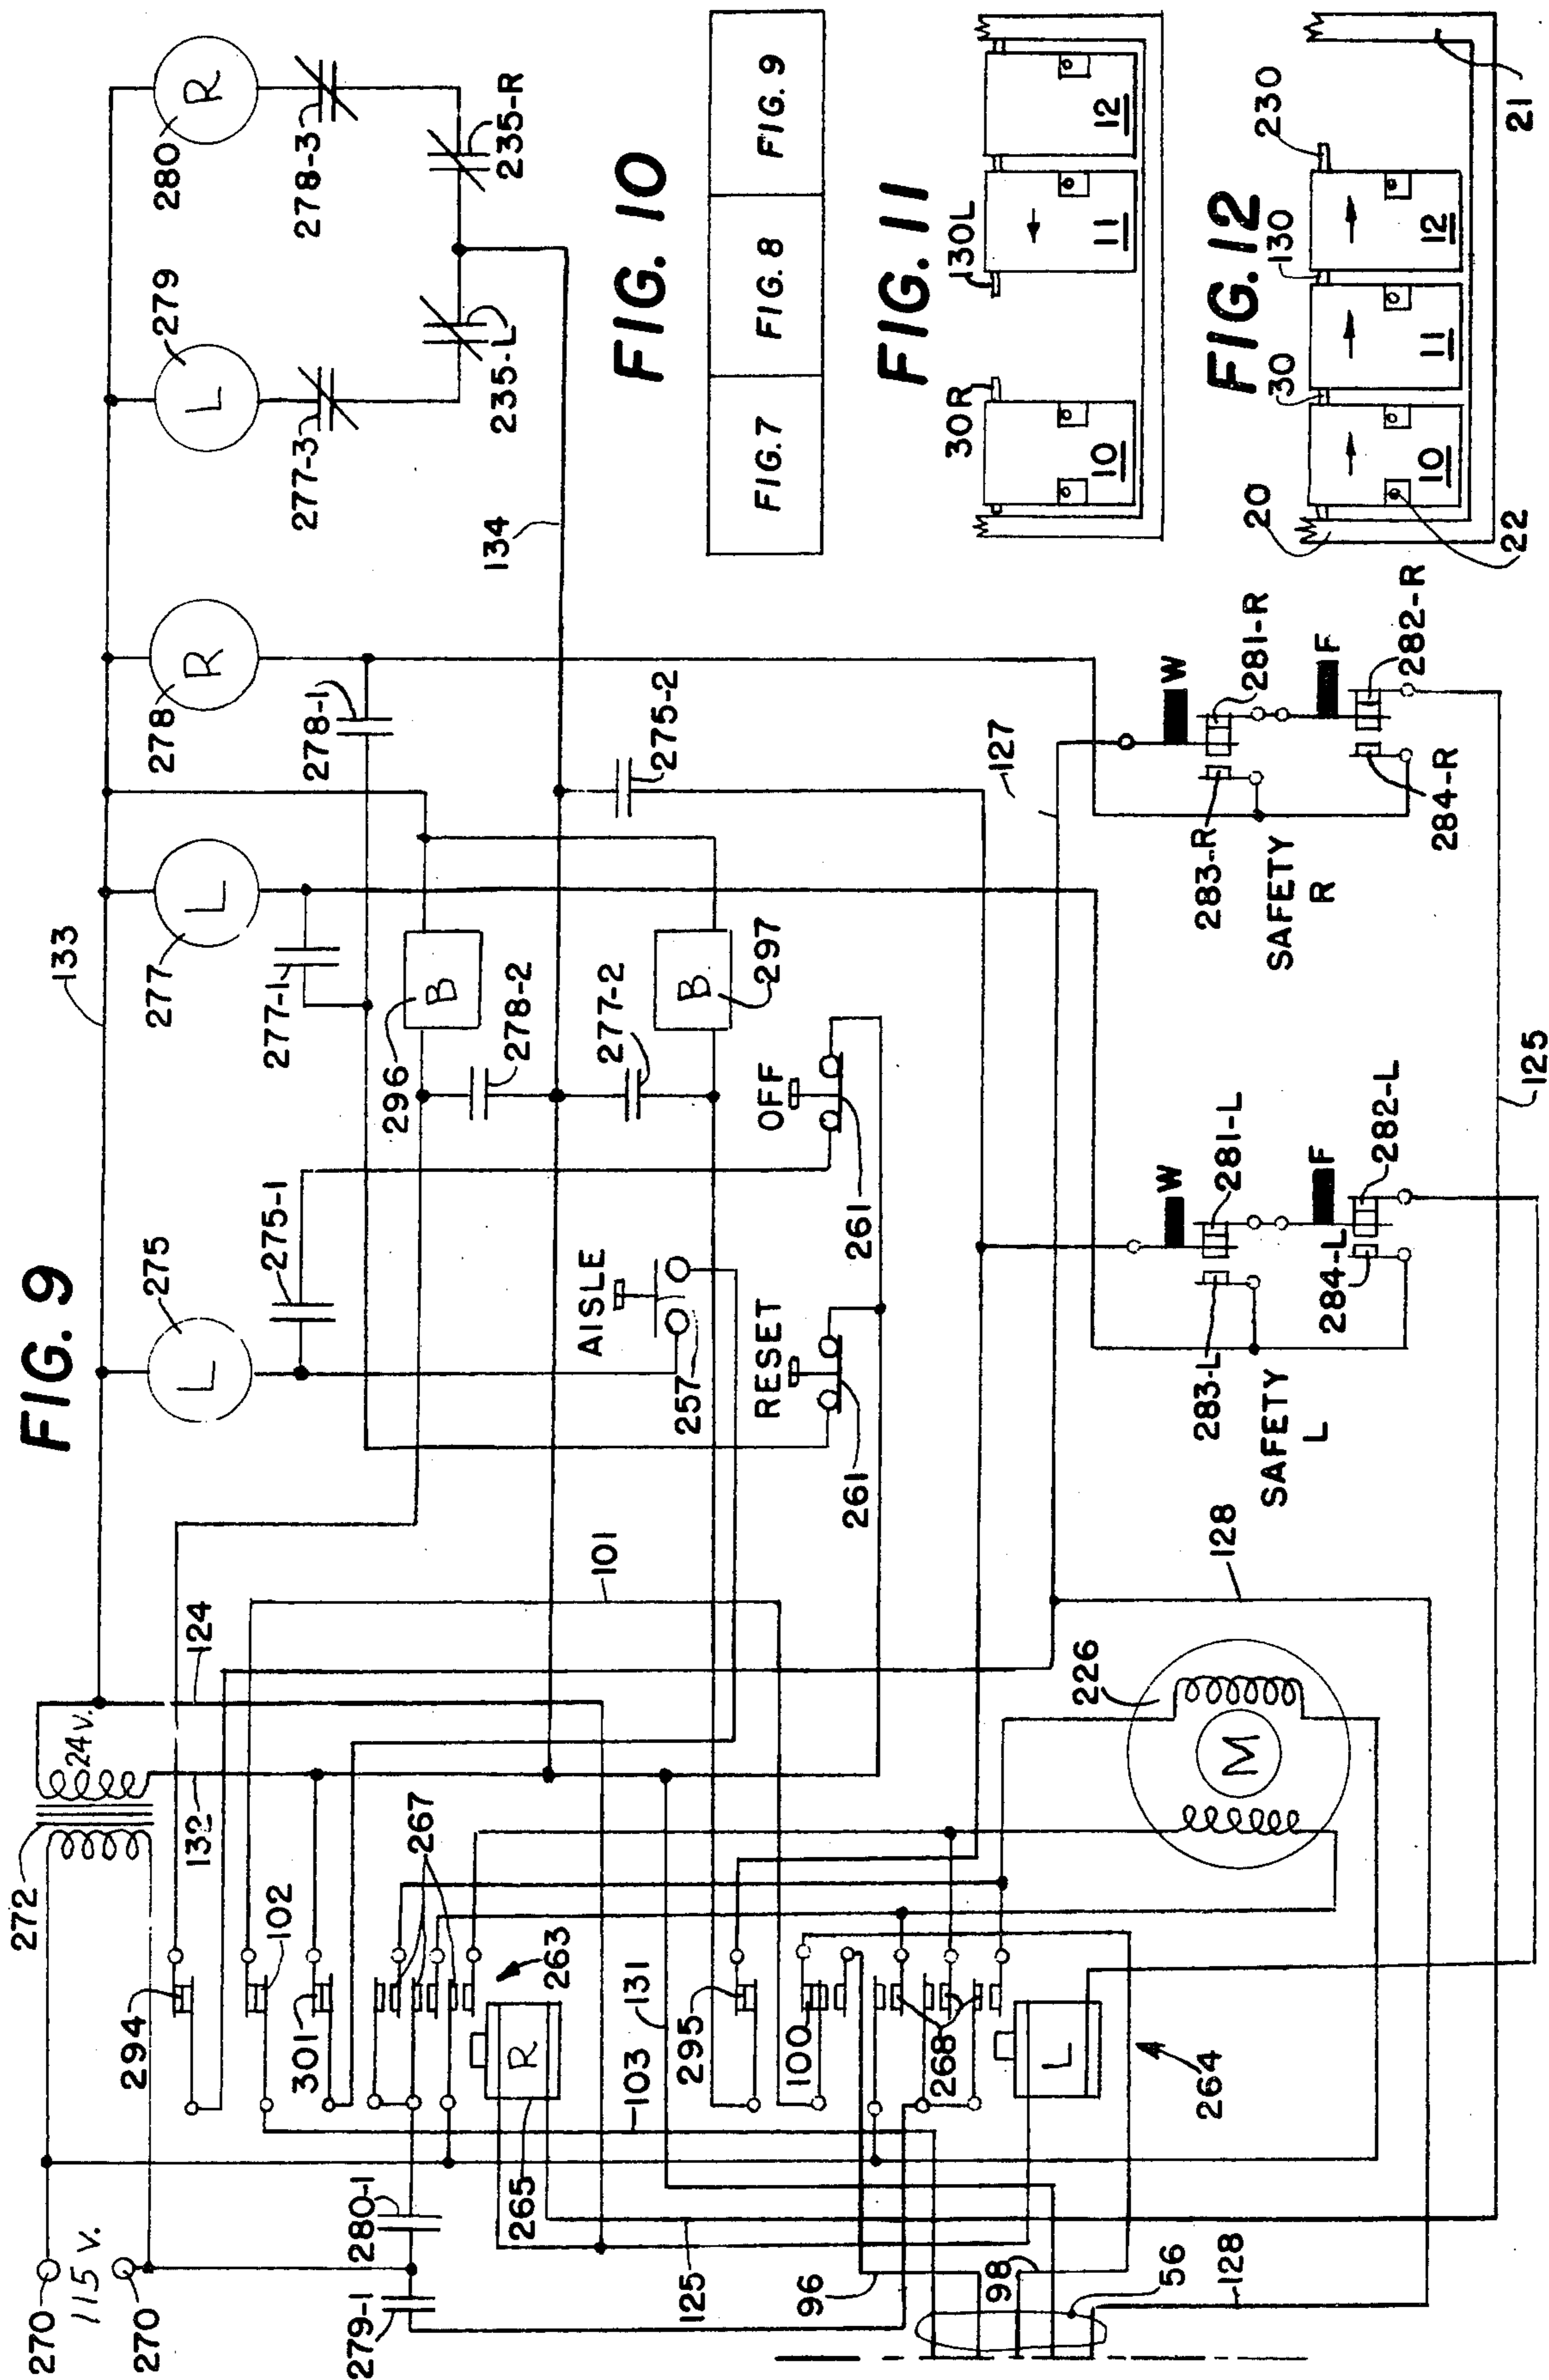 FIG. 9
133
275
277
278
279
280
L
L
R
L
R
275-1
277-1
278-1
277-3
278-3
235-L
235-R
134
275-2
296
B
278-2
277-2
B
297
AISLE
257
OFF
261
RESET
261
127
W
281-L
F
282-L
283-L
284-L
SAFETY
L
W
281-R
F
282-R
283-R
284-R
SAFETY
R
125
128
101
124
24v.
272
132
226
M
270
115 v.
270
294
102
301
267
263
R
265
280-1
279-1
131
103
295
100
268
L
264
125
96
98
56
128
FIG. 10
FIG. 7
FIG. 8
FIG. 9
FIG. 11
30R
130L
10
11
12
FIG. 12
20
30
130
230
10
11
12
22
21